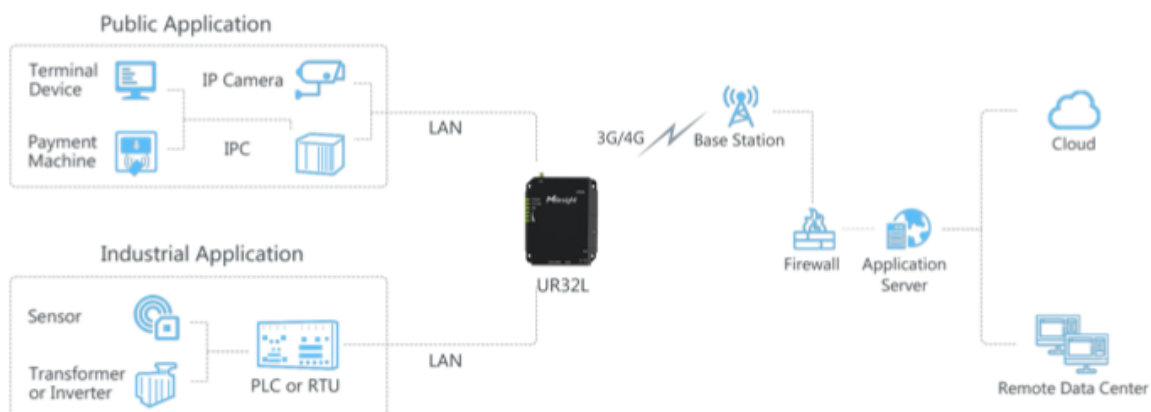 Public Application
Terminal
Device
IP Camera
Payment
Machine
IPC
LAN
3G/4G
Base Station
Cloud
Milesight
UR32L
Firewall
Application
Server
Industrial Application
Sensor
Transformer
or Inverter
PLC or RTU
LAN
Remote Data Center